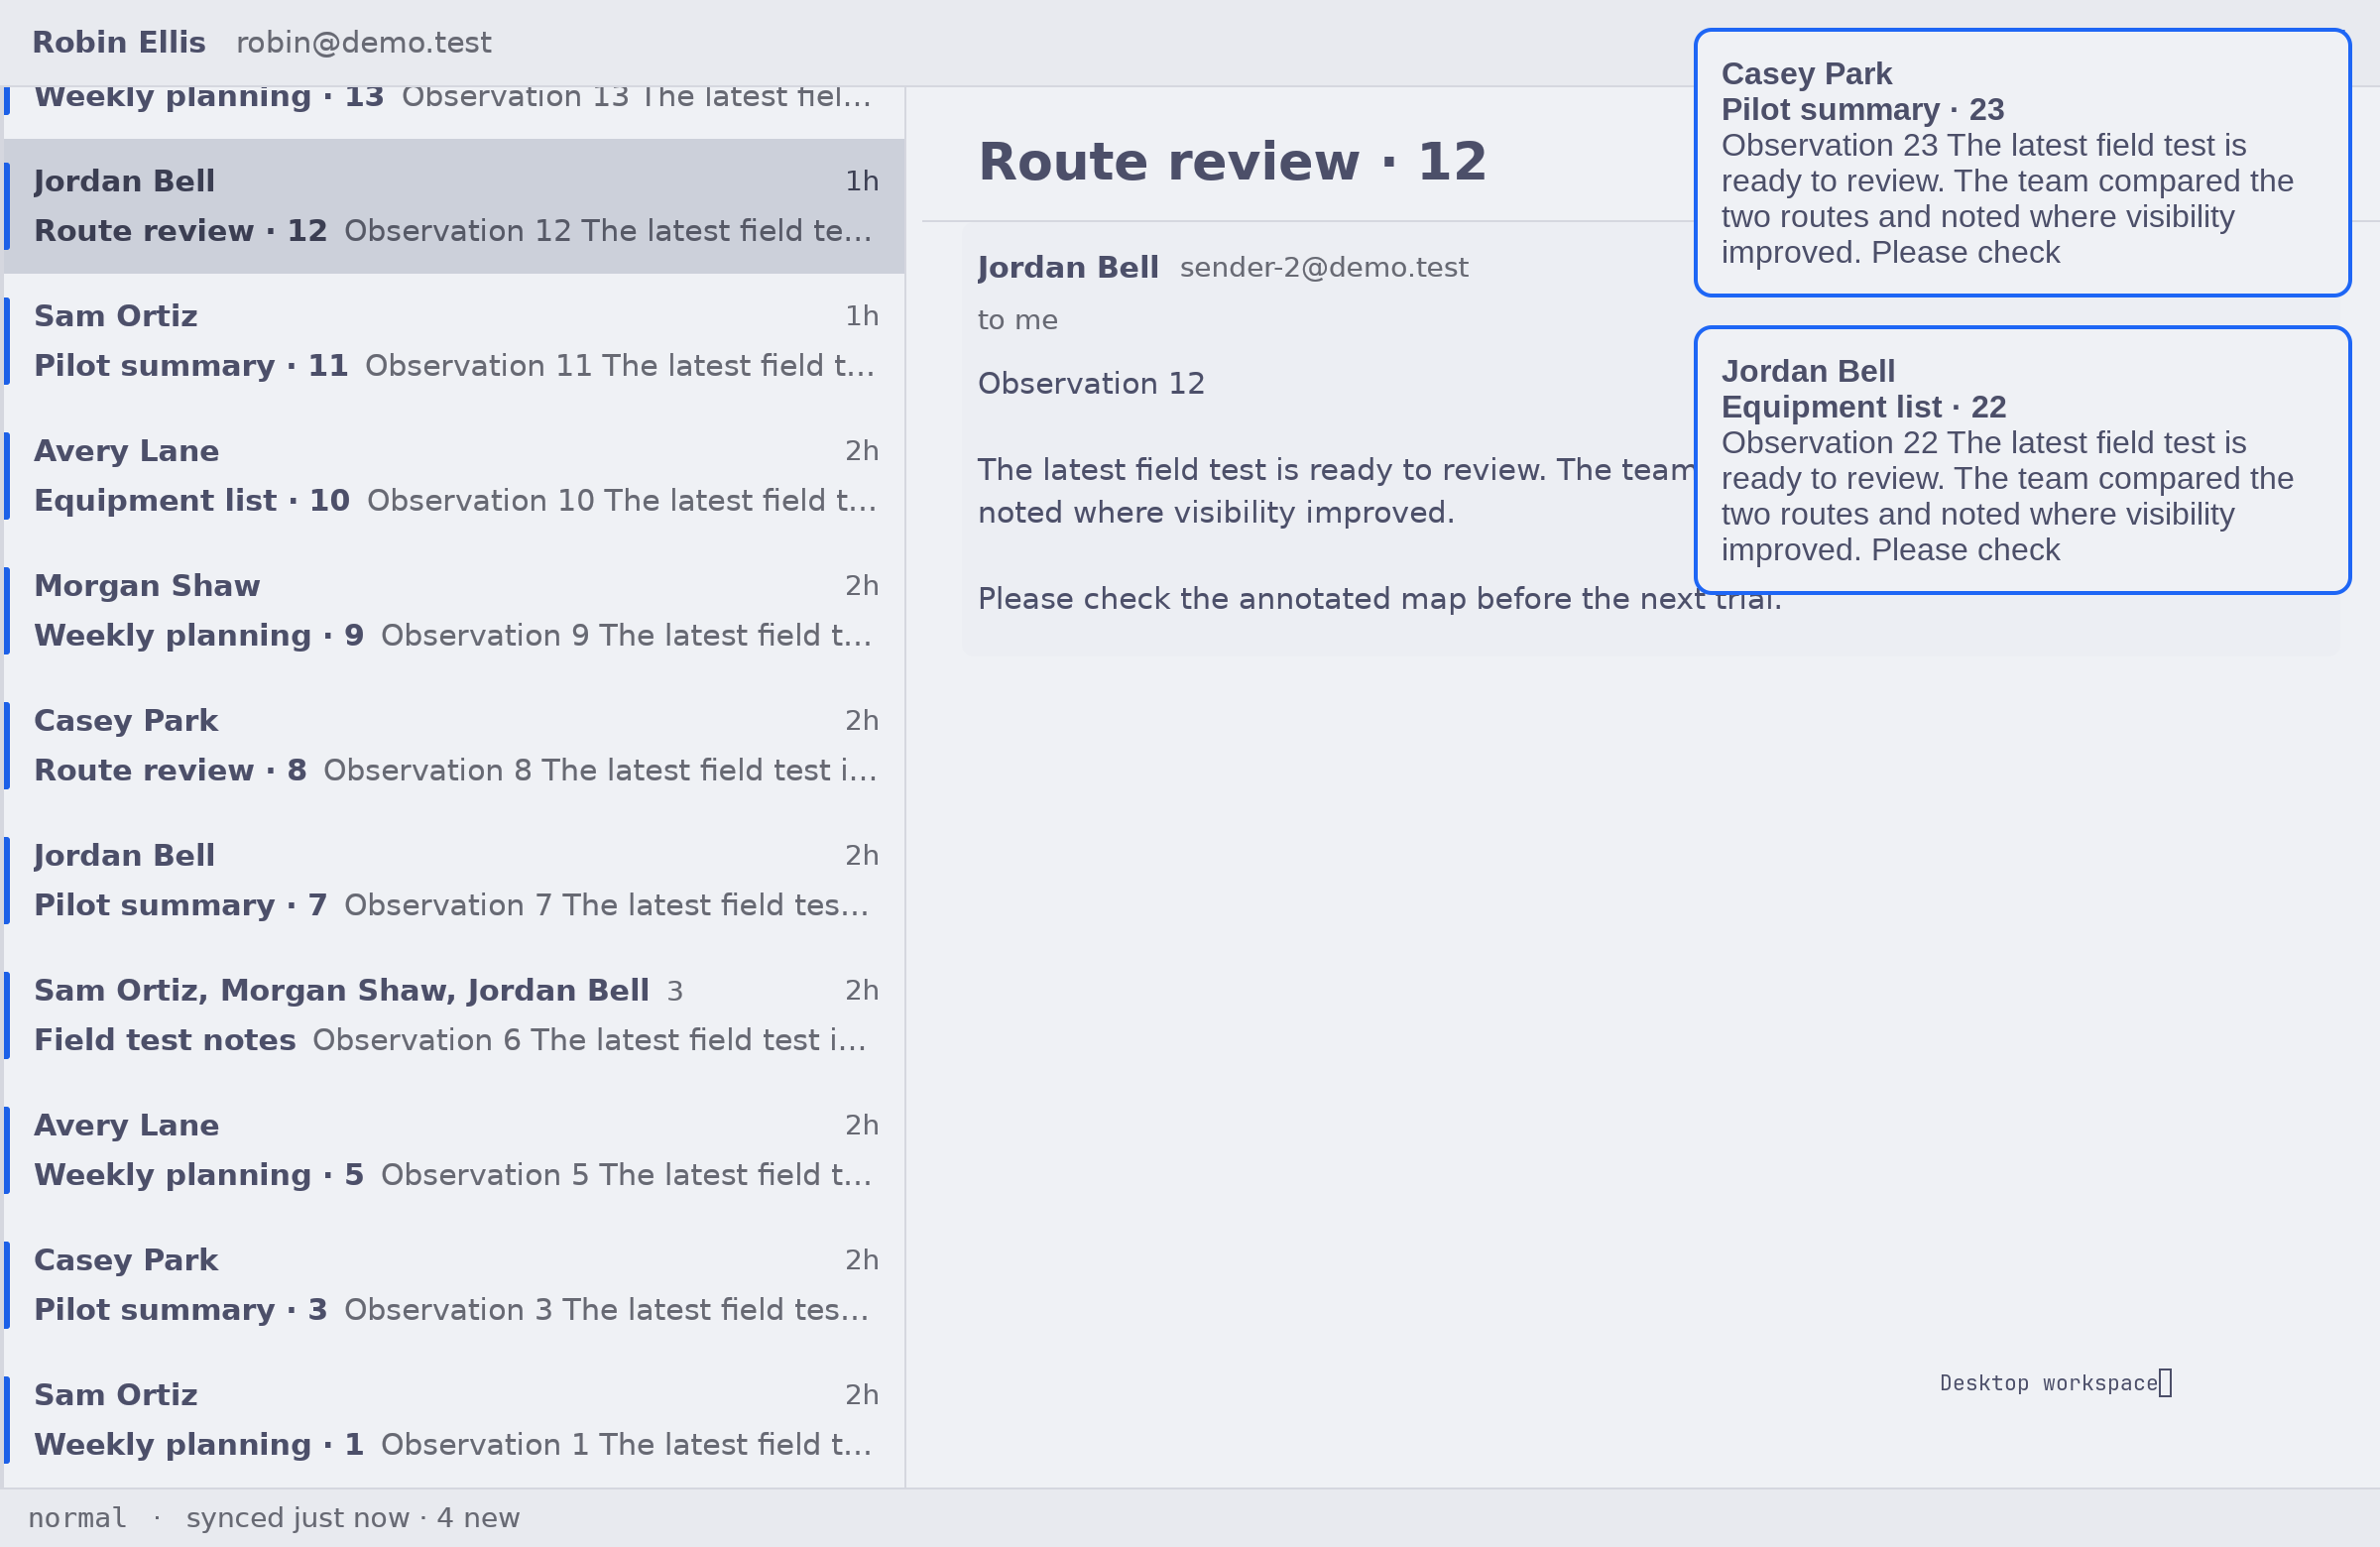 Robin Ellis robin@demo.test
Weekly planning · 13 Observation 13 The latest fiel...
Jordan Bell 1h
Route review · 12 Observation 12 The latest field te...
Sam Ortiz 1h
Pilot summary · 11 Observation 11 The latest field t...
Avery Lane 2h
Equipment list · 10 Observation 10 The latest field t...
Morgan Shaw 2h
Weekly planning · 9 Observation 9 The latest field t...
Casey Park 2h
Route review · 8 Observation 8 The latest field test i...
Jordan Bell 2h
Pilot summary · 7 Observation 7 The latest field tes...
Sam Ortiz, Morgan Shaw, Jordan Bell 3 2h
Field test notes Observation 6 The latest field test i...
Avery Lane 2h
Weekly planning · 5 Observation 5 The latest field t...
Casey Park 2h
Pilot summary · 3 Observation 3 The latest field tes...
Sam Ortiz 2h
Weekly planning · 1 Observation 1 The latest field t...
Route review · 12
Jordan Bell sender-2@demo.test
to me
Observation 12
The latest field test is ready to review. The team
noted where visibility improved.
Please check the annotated map before the next trial.
Casey Park
Pilot summary · 23
Observation 23 The latest field test is
ready to review. The team compared the
two routes and noted where visibility
improved. Please check
Jordan Bell
Equipment list · 22
Observation 22 The latest field test is
ready to review. The team compared the
two routes and noted where visibility
improved. Please check
Desktop workspace
normal · synced just now · 4 new